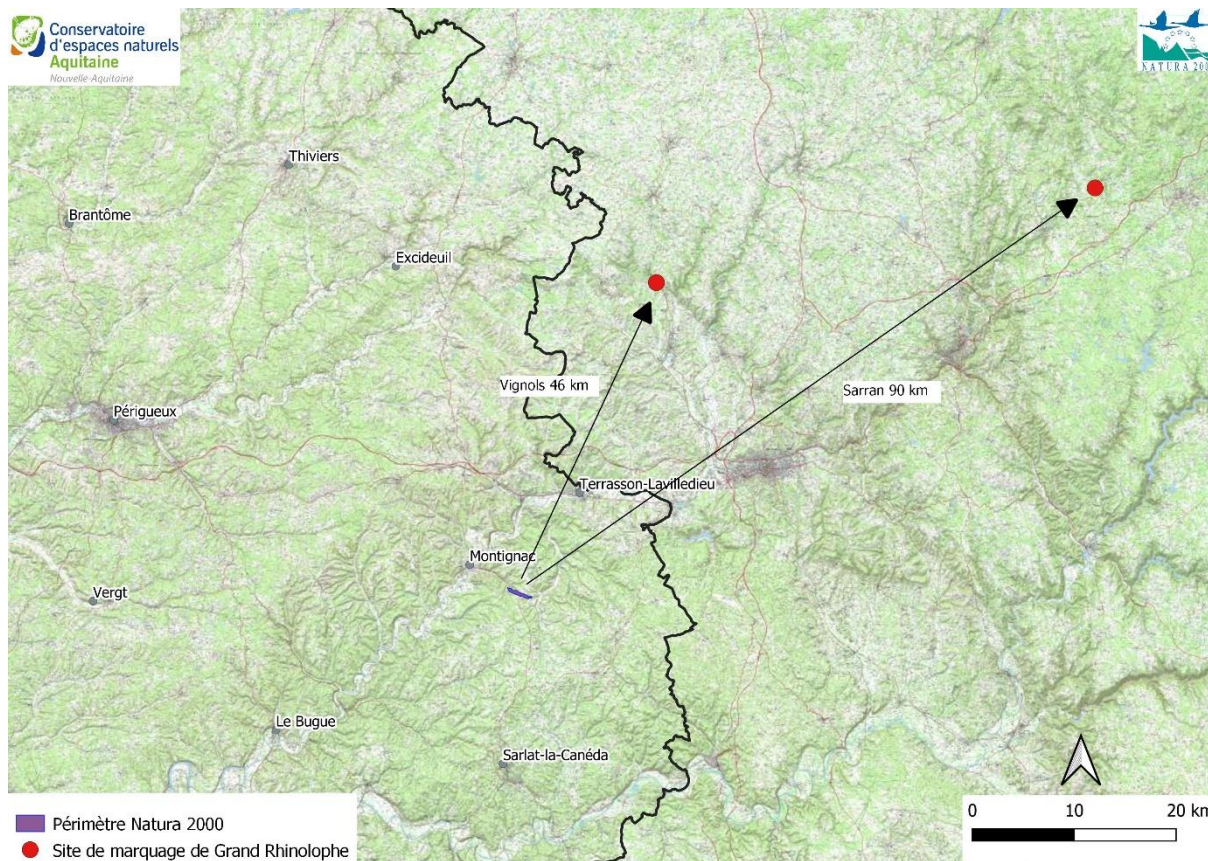 Conservatoire
d'espaces naturels
Aquitaine
Nouvelle-Aquitaine
NATURA 200
Thiviers
Brantôme
Excideuil
Vignols 46 km
Sarran 90 km
Périgueux
Terrasson-Lavilledieu
Montignac
Vergt
Le Bugue
Sarlat-la-Canéda
Périmètre Natura 2000
Site de marquage de Grand Rhinolophe
0 10 20 km